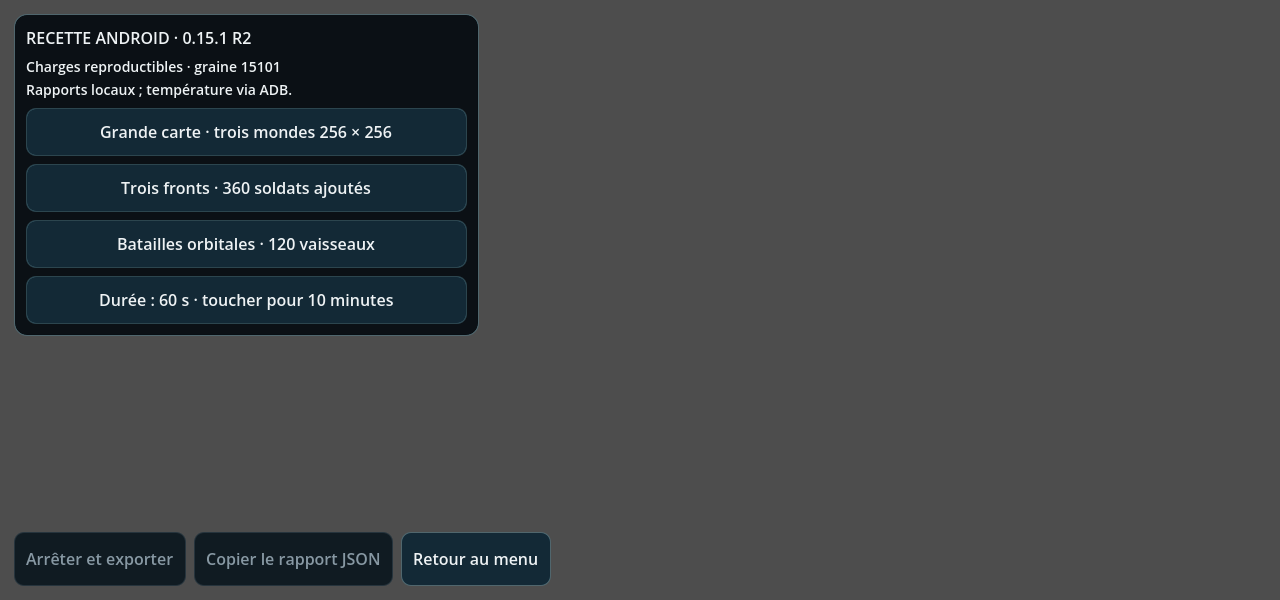 RECETTE ANDROID · 0.15.1 R2
Charges reproductibles · graine 15101
Rapports locaux ; température via ADB.
Grande carte · trois mondes 256 × 256
Trois fronts · 360 soldats ajoutés
Batailles orbitales · 120 vaisseaux
Durée : 60 s · toucher pour 10 minutes
Arrêter et exporter
Copier le rapport JSON
Retour au menu